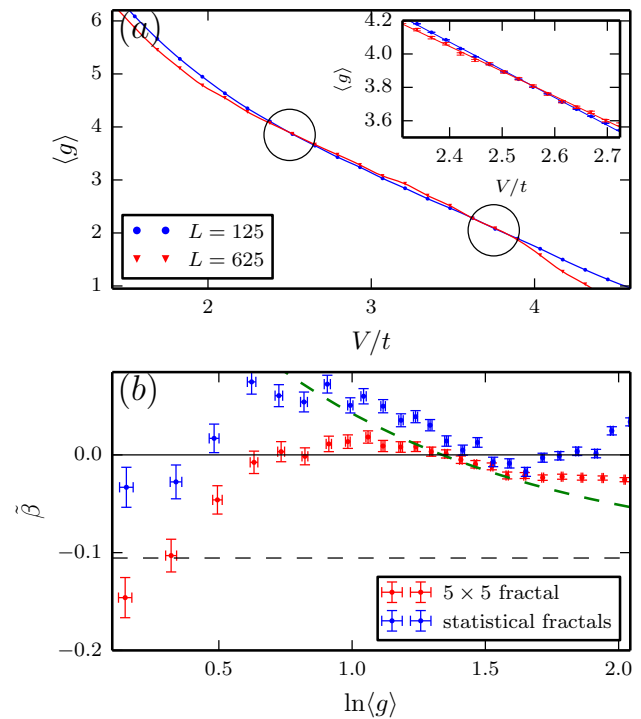 (a)
6
5
4
3
2
1
⟨g⟩
2
3
4
V/t
L = 125
L = 625
4.2
4.0
3.8
3.6
⟨g⟩
2.4
2.5
2.6
2.7
V/t
(b)
0.0
−0.1
−0.2
β̃
0.5
1.0
1.5
2.0
ln⟨g⟩
5 × 5 fractal
statistical fractals